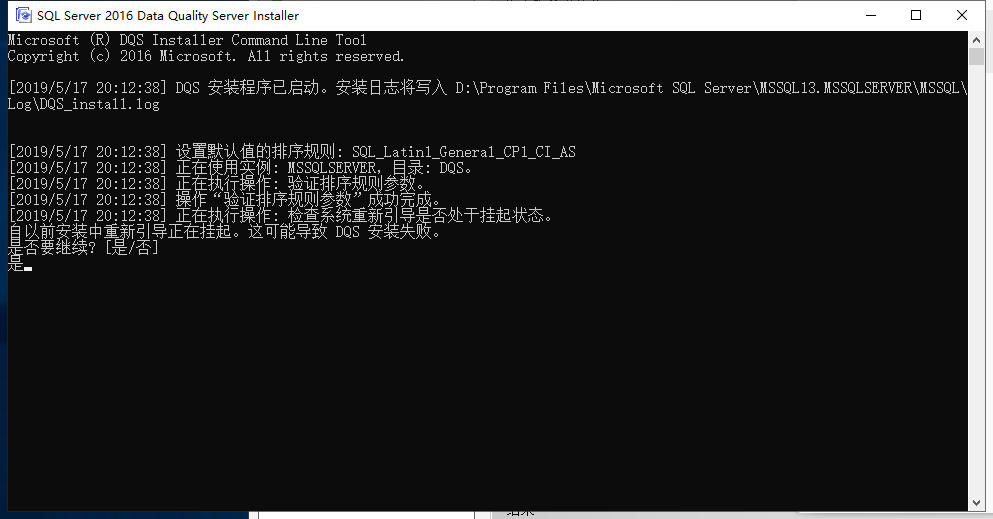 SQL Server 2016 Data Quality Server Installer
Microsoft (R) DQS Installer Command Line Tool
Copyright (c) 2016 Microsoft. All rights reserved.
[2019/5/17 20:12:38] DQS 安装程序已启动。安装日志将写入 D:\Program Files\Microsoft SQL Server\MSSQL13.MSSQLSERVER\MSSQL\
Log\DQS_install.log
[2019/5/17 20:12:38] 设置默认值的排序规则: SQL_Latin1_General_CP1_CI_AS
[2019/5/17 20:12:38] 正在使用实例: MSSQLSERVER, 目录: DQS。
[2019/5/17 20:12:38] 正在执行操作: 验证排序规则参数。
[2019/5/17 20:12:38] 操作“验证排序规则参数”成功完成。
[2019/5/17 20:12:38] 正在执行操作: 检查系统重新引导是否处于挂起状态。
自以前安装中重新引导正在挂起。这可能导致 DQS 安装失败。
是否要继续? [是/否]
是